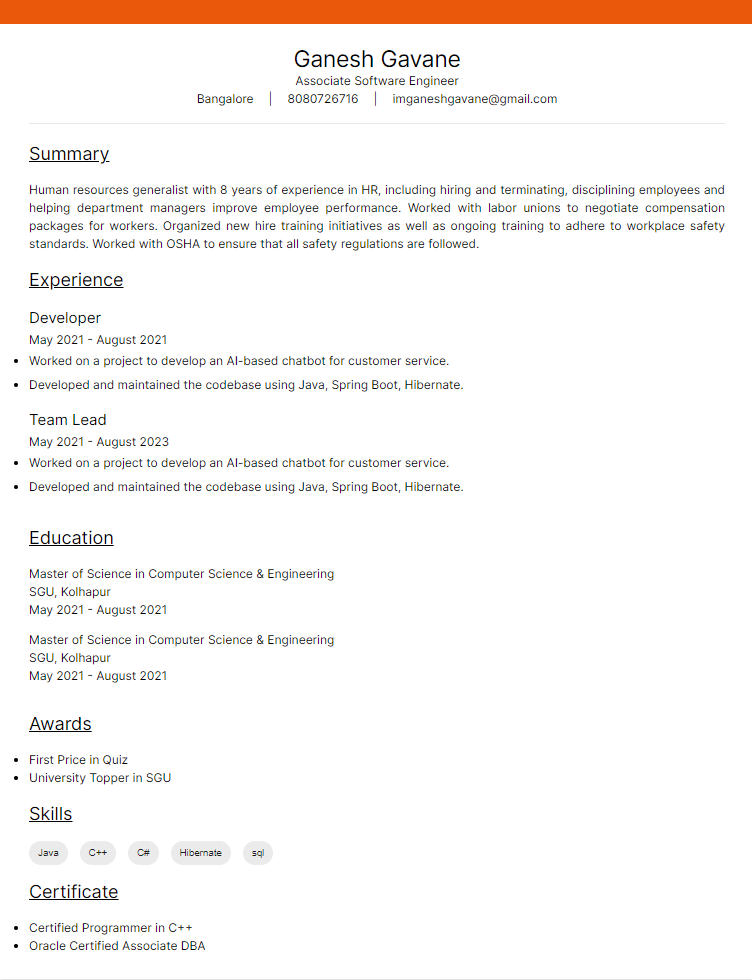 Ganesh Gavane
Associate Software Engineer
Bangalore | 8080726716 | imganeshgavane@gmail.com
Summary
Human resources generalist with 8 years of experience in HR, including hiring and terminating, disciplining employees and
helping department managers improve employee performance. Worked with labor unions to negotiate compensation
packages for workers. Organized new hire training initiatives as well as ongoing training to adhere to workplace safety
standards. Worked with OSHA to ensure that all safety regulations are followed.
Experience
Developer
May 2021 - August 2021
• Worked on a project to develop an AI-based chatbot for customer service.
• Developed and maintained the codebase using Java, Spring Boot, Hibernate.
Team Lead
May 2021 - August 2023
• Worked on a project to develop an AI-based chatbot for customer service.
• Developed and maintained the codebase using Java, Spring Boot, Hibernate.
Education
Master of Science in Computer Science & Engineering
SGU, Kolhapur
May 2021 - August 2021
Master of Science in Computer Science & Engineering
SGU, Kolhapur
May 2021 - August 2021
Awards
• First Price in Quiz
• University Topper in SGU
Skills
Java C++ C# Hibernate sql
Certificate
• Certified Programmer in C++
• Oracle Certified Associate DBA